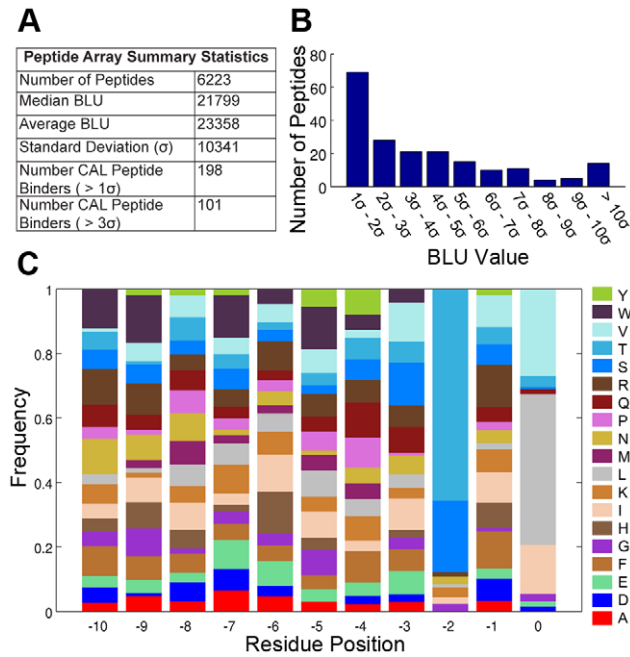 A
Peptide Array Summary Statistics
Number of Peptides 6223
Median BLU 21799
Average BLU 23358
Standard Deviation (σ) 10341
Number CAL Peptide 198
Binders ( > 1σ)
Number CAL Peptide 101
Binders ( > 3σ)
B
Number of Peptides
80
60
40
20
0
1σ - 2σ
2σ - 3σ
3σ - 4σ
4σ - 5σ
5σ - 6σ
6σ - 7σ
7σ - 8σ
8σ - 9σ
9σ - 10σ
> 10σ
BLU Value
C
Frequency
1
0.8
0.6
0.4
0.2
0
-10 -9 -8 -7 -6 -5 -4 -3 -2 -1 0
Residue Position
Y
W
V
T
S
R
Q
P
N
M
L
K
I
H
G
F
E
D
A